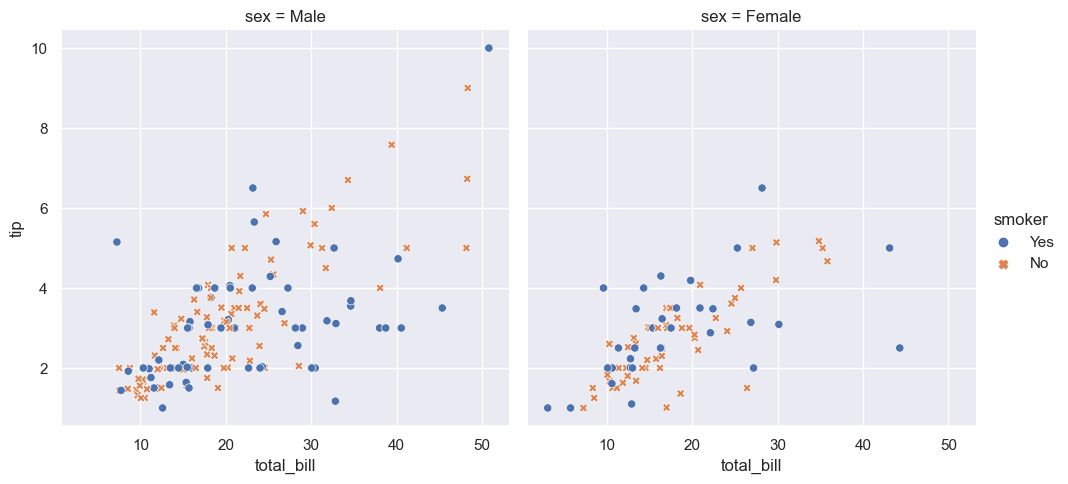 sex = Male
sex = Female
10
8
6
4
2
tip
10 20 30 40 50
total_bill
10 20 30 40 50
total_bill
smoker
Yes
No